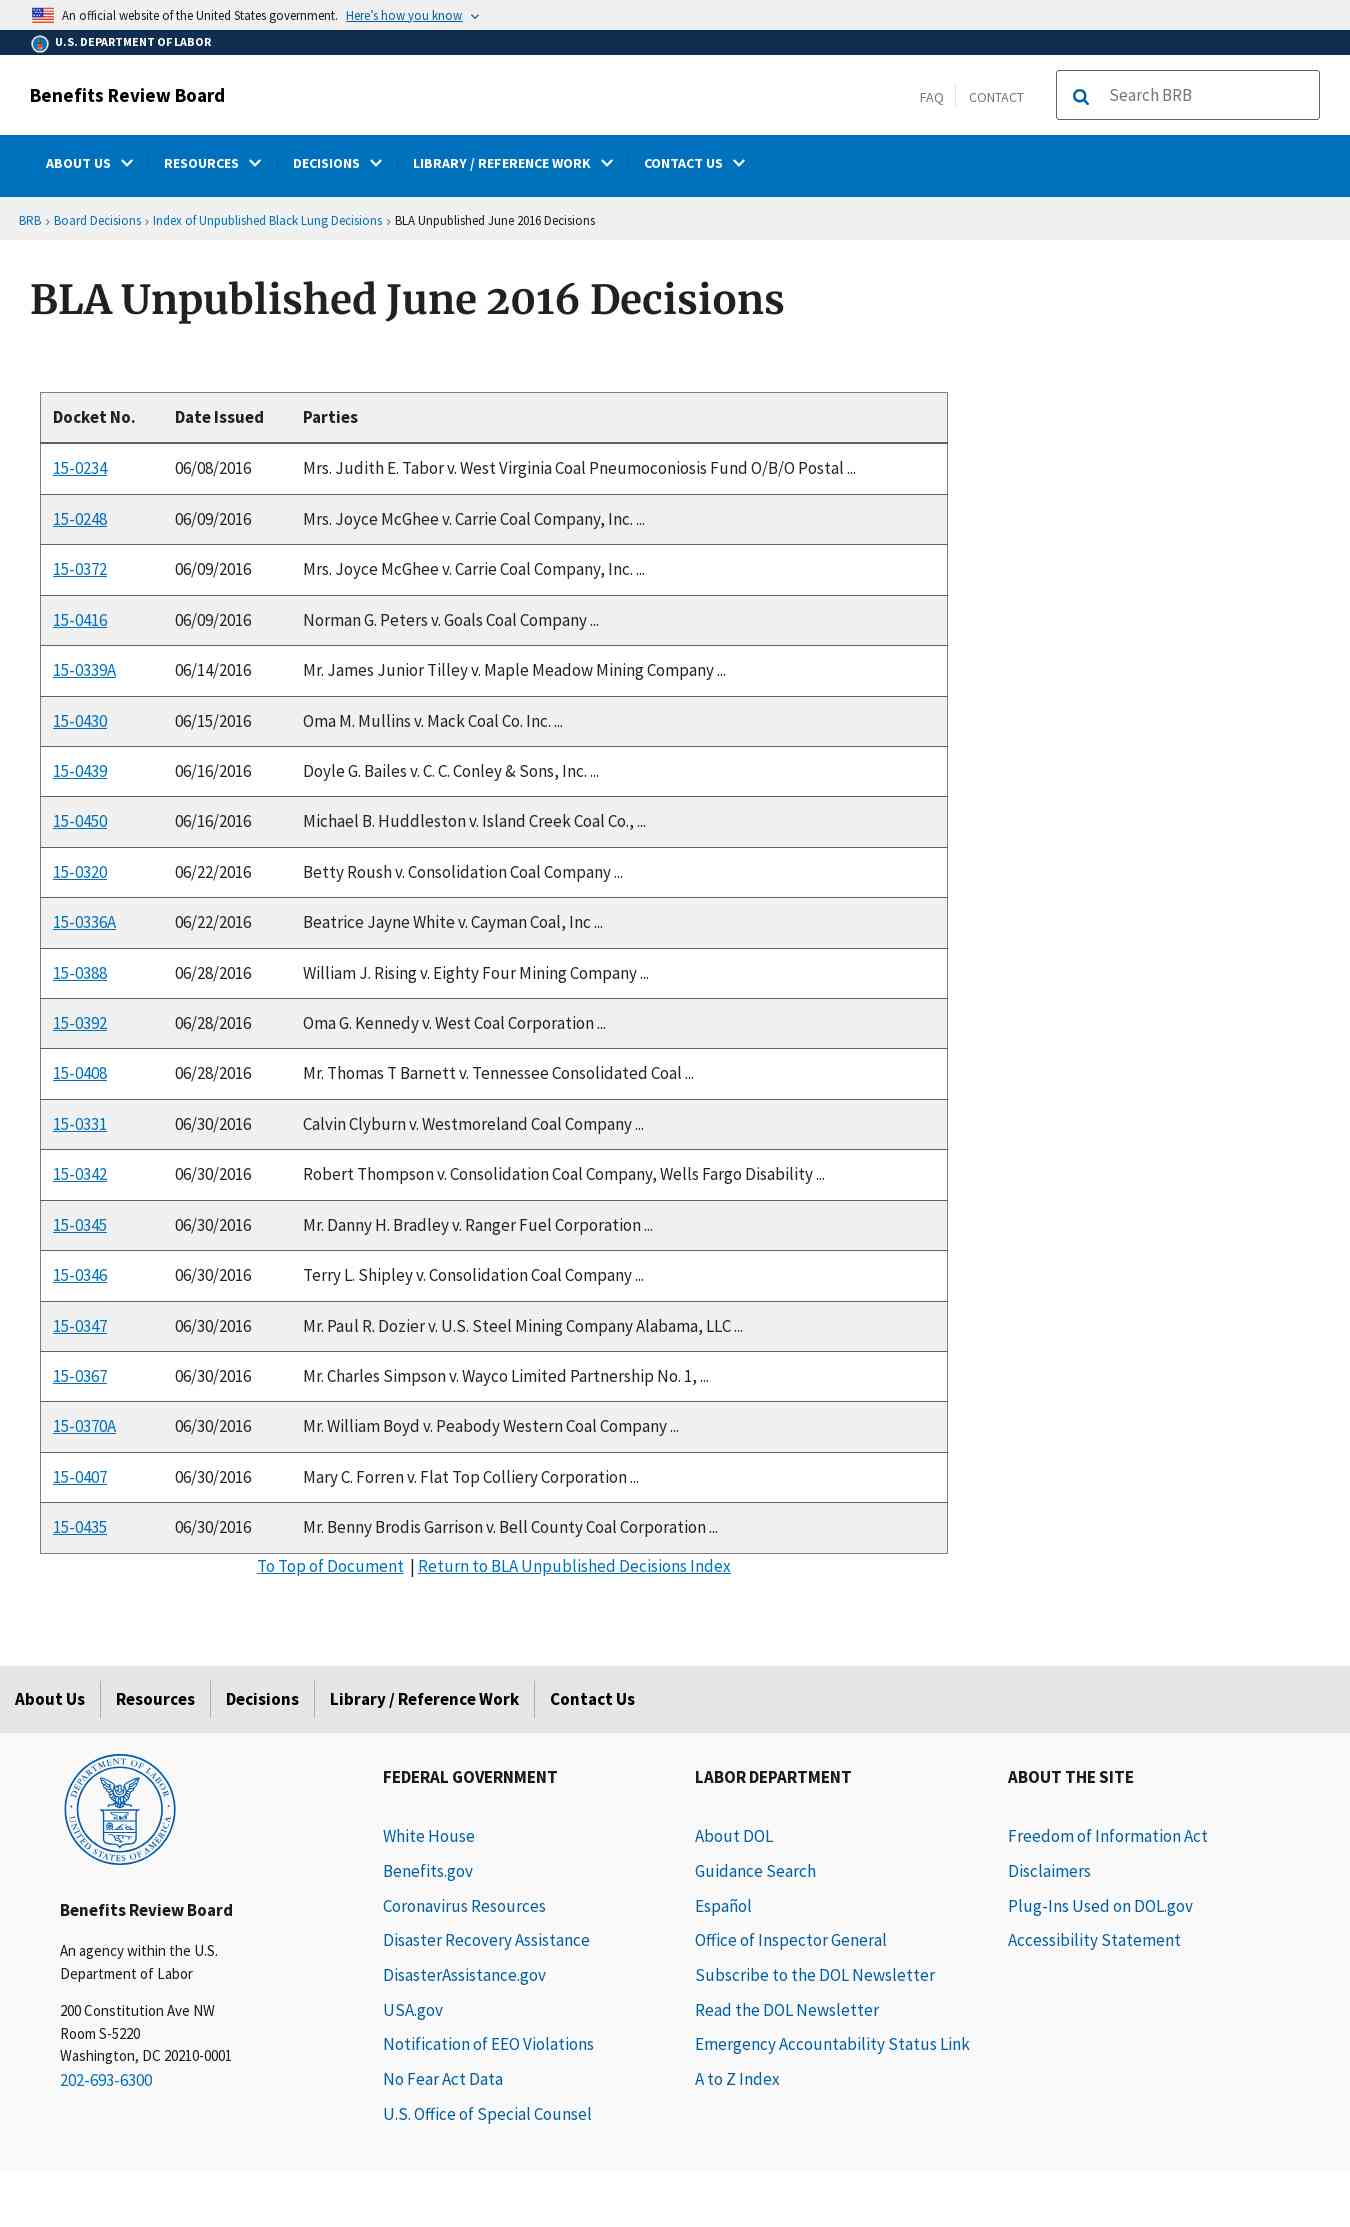 An official website of the United States government. Here's how you know
U.S. DEPARTMENT OF LABOR
Benefits Review Board
FAQ
CONTACT
Search BRB
ABOUT US
RESOURCES
DECISIONS
LIBRARY / REFERENCE WORK
CONTACT US
BRB › Board Decisions › Index of Unpublished Black Lung Decisions › BLA Unpublished June 2016 Decisions
BLA Unpublished June 2016 Decisions
Docket No. Date Issued Parties
15-0234 06/08/2016 Mrs. Judith E. Tabor v. West Virginia Coal Pneumoconiosis Fund O/B/O Postal ...
15-0248 06/09/2016 Mrs. Joyce McGhee v. Carrie Coal Company, Inc. ...
15-0372 06/09/2016 Mrs. Joyce McGhee v. Carrie Coal Company, Inc. ...
15-0416 06/09/2016 Norman G. Peters v. Goals Coal Company ...
15-0339A 06/14/2016 Mr. James Junior Tilley v. Maple Meadow Mining Company ...
15-0430 06/15/2016 Oma M. Mullins v. Mack Coal Co. Inc. ...
15-0439 06/16/2016 Doyle G. Bailes v. C. C. Conley & Sons, Inc. ...
15-0450 06/16/2016 Michael B. Huddleston v. Island Creek Coal Co., ...
15-0320 06/22/2016 Betty Roush v. Consolidation Coal Company ...
15-0336A 06/22/2016 Beatrice Jayne White v. Cayman Coal, Inc ...
15-0388 06/28/2016 William J. Rising v. Eighty Four Mining Company ...
15-0392 06/28/2016 Oma G. Kennedy v. West Coal Corporation ...
15-0408 06/28/2016 Mr. Thomas T Barnett v. Tennessee Consolidated Coal ...
15-0331 06/30/2016 Calvin Clyburn v. Westmoreland Coal Company ...
15-0342 06/30/2016 Robert Thompson v. Consolidation Coal Company, Wells Fargo Disability ...
15-0345 06/30/2016 Mr. Danny H. Bradley v. Ranger Fuel Corporation ...
15-0346 06/30/2016 Terry L. Shipley v. Consolidation Coal Company ...
15-0347 06/30/2016 Mr. Paul R. Dozier v. U.S. Steel Mining Company Alabama, LLC ...
15-0367 06/30/2016 Mr. Charles Simpson v. Wayco Limited Partnership No. 1, ...
15-0370A 06/30/2016 Mr. William Boyd v. Peabody Western Coal Company ...
15-0407 06/30/2016 Mary C. Forren v. Flat Top Colliery Corporation ...
15-0435 06/30/2016 Mr. Benny Brodis Garrison v. Bell County Coal Corporation ...
To Top of Document | Return to BLA Unpublished Decisions Index
About Us
Resources
Decisions
Library / Reference Work
Contact Us
DEPARTMENT OF LABOR
UNITED STATES OF AMERICA
Benefits Review Board
An agency within the U.S.
Department of Labor
200 Constitution Ave NW
Room S-5220
Washington, DC 20210-0001
202-693-6300
FEDERAL GOVERNMENT
White House
Benefits.gov
Coronavirus Resources
Disaster Recovery Assistance
DisasterAssistance.gov
USA.gov
Notification of EEO Violations
No Fear Act Data
U.S. Office of Special Counsel
LABOR DEPARTMENT
About DOL
Guidance Search
Español
Office of Inspector General
Subscribe to the DOL Newsletter
Read the DOL Newsletter
Emergency Accountability Status Link
A to Z Index
ABOUT THE SITE
Freedom of Information Act
Disclaimers
Plug-Ins Used on DOL.gov
Accessibility Statement